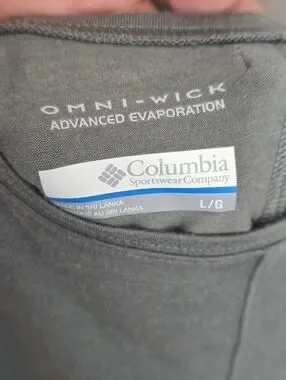 OMNI-WICK
ADVANCED EVAPORATION
Columbia
Sportswear Company
IN SRI LANKA
AU SRI LANKA
L/G